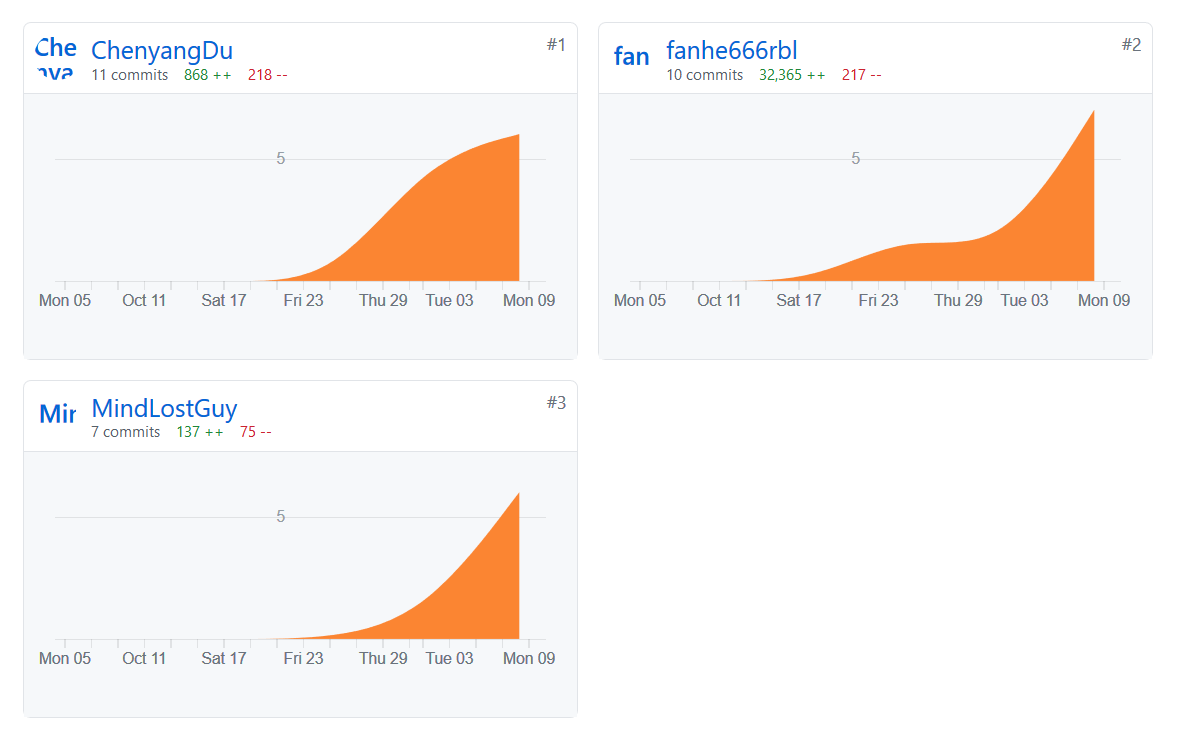 Che
ChenyangDu
#1
11 commits 868 ++ 218 --
5
Mon 05 Oct 11 Sat 17 Fri 23 Thu 29 Tue 03 Mon 09
fan
fanhe666rbl
#2
10 commits 32,365 ++ 217 --
5
Mon 05 Oct 11 Sat 17 Fri 23 Thu 29 Tue 03 Mon 09
MindLostGuy
#3
7 commits 137 ++ 75 --
5
Mon 05 Oct 11 Sat 17 Fri 23 Thu 29 Tue 03 Mon 09